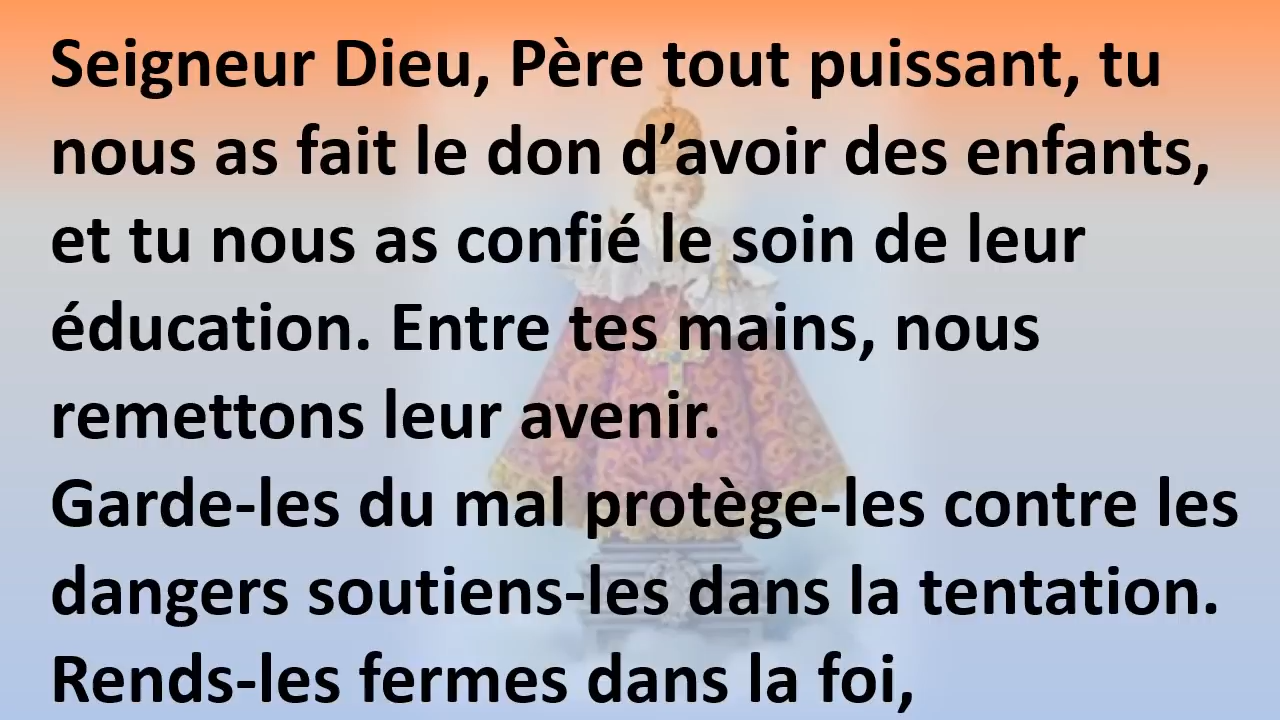 Seigneur Dieu, Père tout puissant, tu
nous as fait le don d’avoir des enfants,
et tu nous as confié le soin de leur
éducation. Entre tes mains, nous
remettons leur avenir.
Garde-les du mal protège-les contre les
dangers soutiens-les dans la tentation.
Rends-les fermes dans la foi,